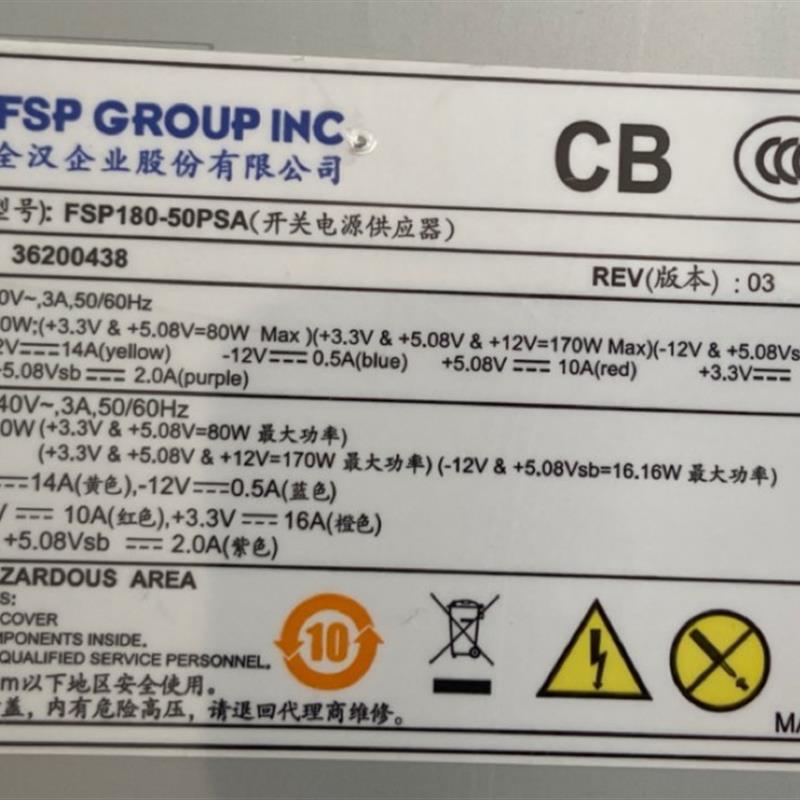 FSP GROUP INC.
全汉企业股份有限公司
CB
型号): FSP180-50PSA(开关电源供应器)
36200438
REV(版本) : 03
0V~,3A,50/60Hz
0W;(+3.3V & +5.08V=80W Max )(+3.3V & +5.08V & +12V=170W Max)(-12V & +5.08Vs
2V⎓14A(yellow) -12V⎓0.5A(blue) +5.08V⎓10A(red) +3.3V⎓
+5.08Vsb⎓2.0A(purple)
40V~,3A,50/60Hz
0W (+3.3V & +5.08V=80W 最大功率)
(+3.3V & +5.08V & +12V=170W 最大功率) (-12V & +5.08Vsb=16.16W 最大功率)
⎓14A(黄色),-12V⎓0.5A(蓝色)
V⎓10A(红色),+3.3V⎓16A(橙色)
+5.08Vsb⎓2.0A(紫色)
ZARDOUS AREA
S:
COVER
MPONENTS INSIDE.
QUALIFIED SERVICE PERSONNEL.
m以下地区安全使用。
盖，内有危险高压，请退回代理商维修。
10
MA